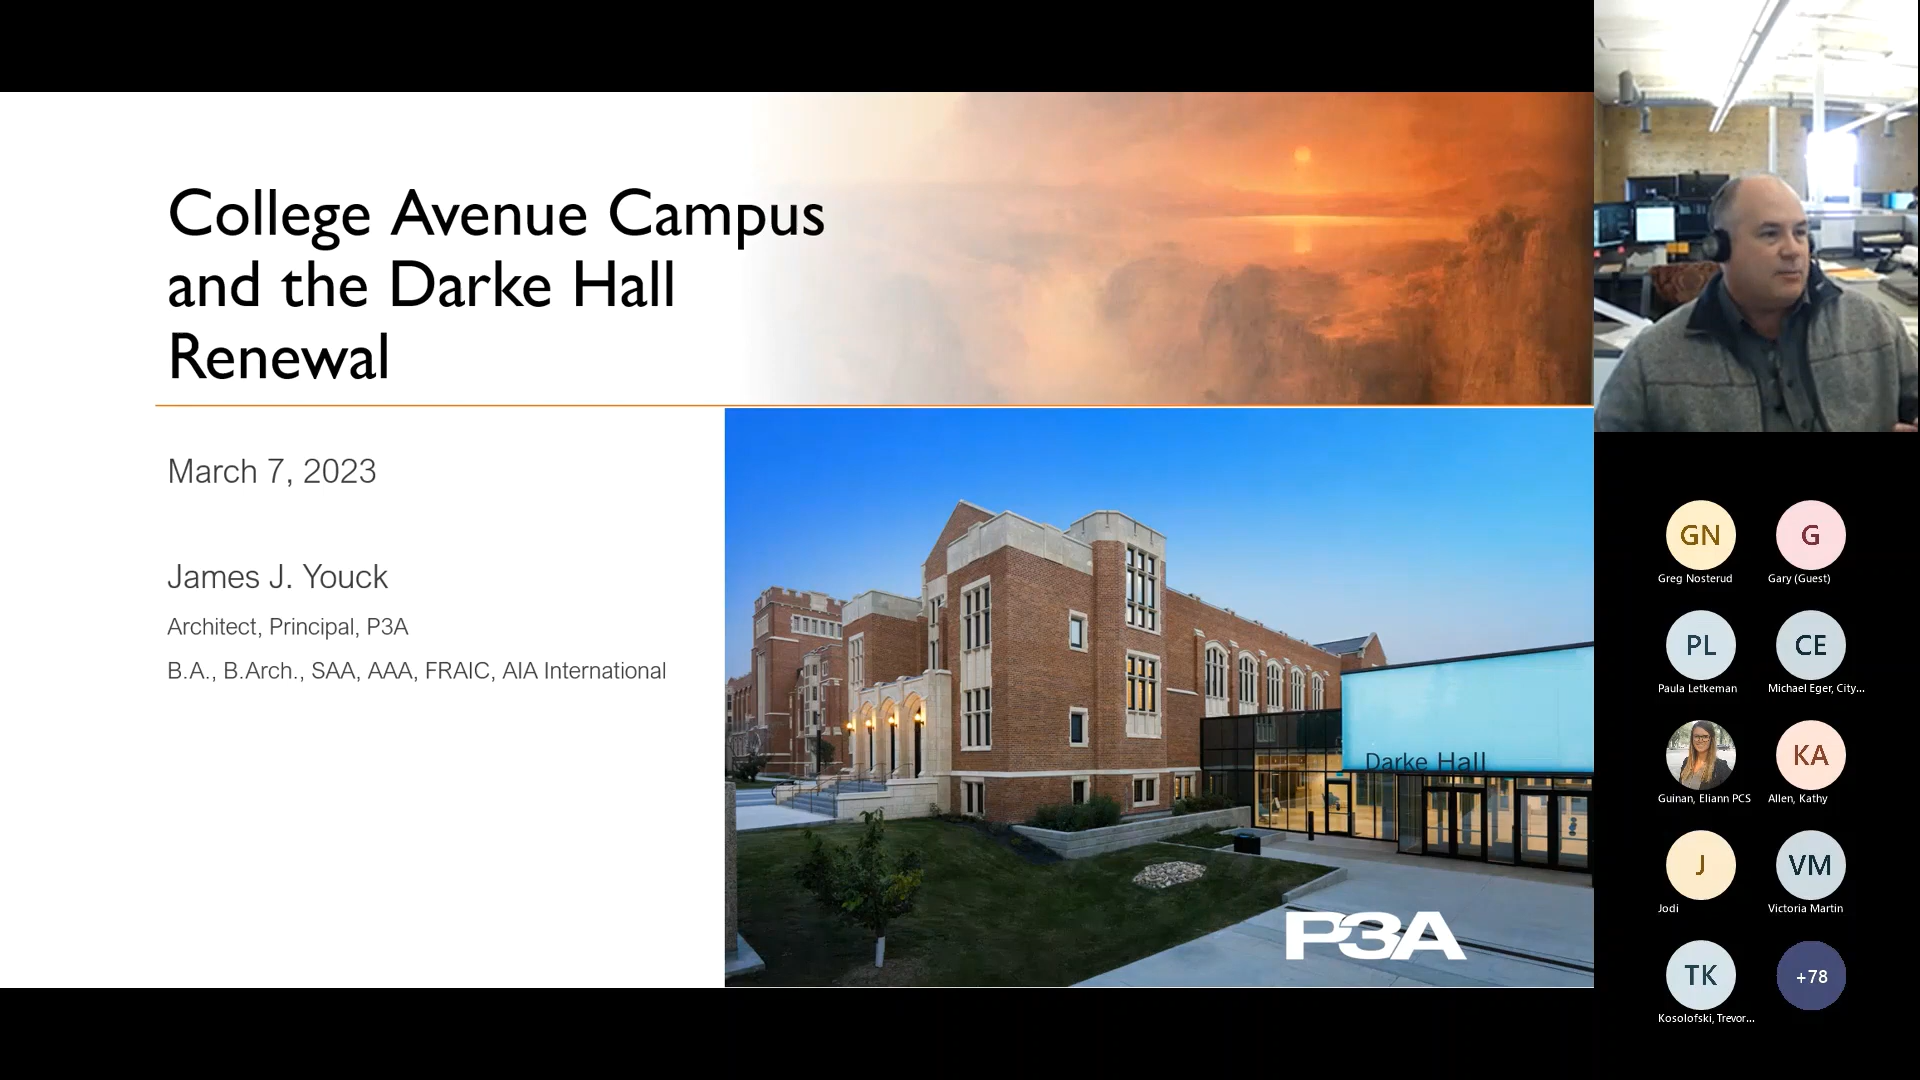 College Avenue Campus
and the Darke Hall
Renewal
March 7, 2023
James J. Youck
Architect, Principal, P3A
B.A., B.Arch., SAA, AAA, FRAIC, AIA International
Darke Hall
P3A
GN
G
Greg Nosterud
Gary (Guest)
PL
CE
Paula Letkeman
Michael Eger, City...
Guinan, Eliann PCS
KA
Allen, Kathy
J
VM
Jodi
Victoria Martin
TK
+78
Kosolofski, Trevor...